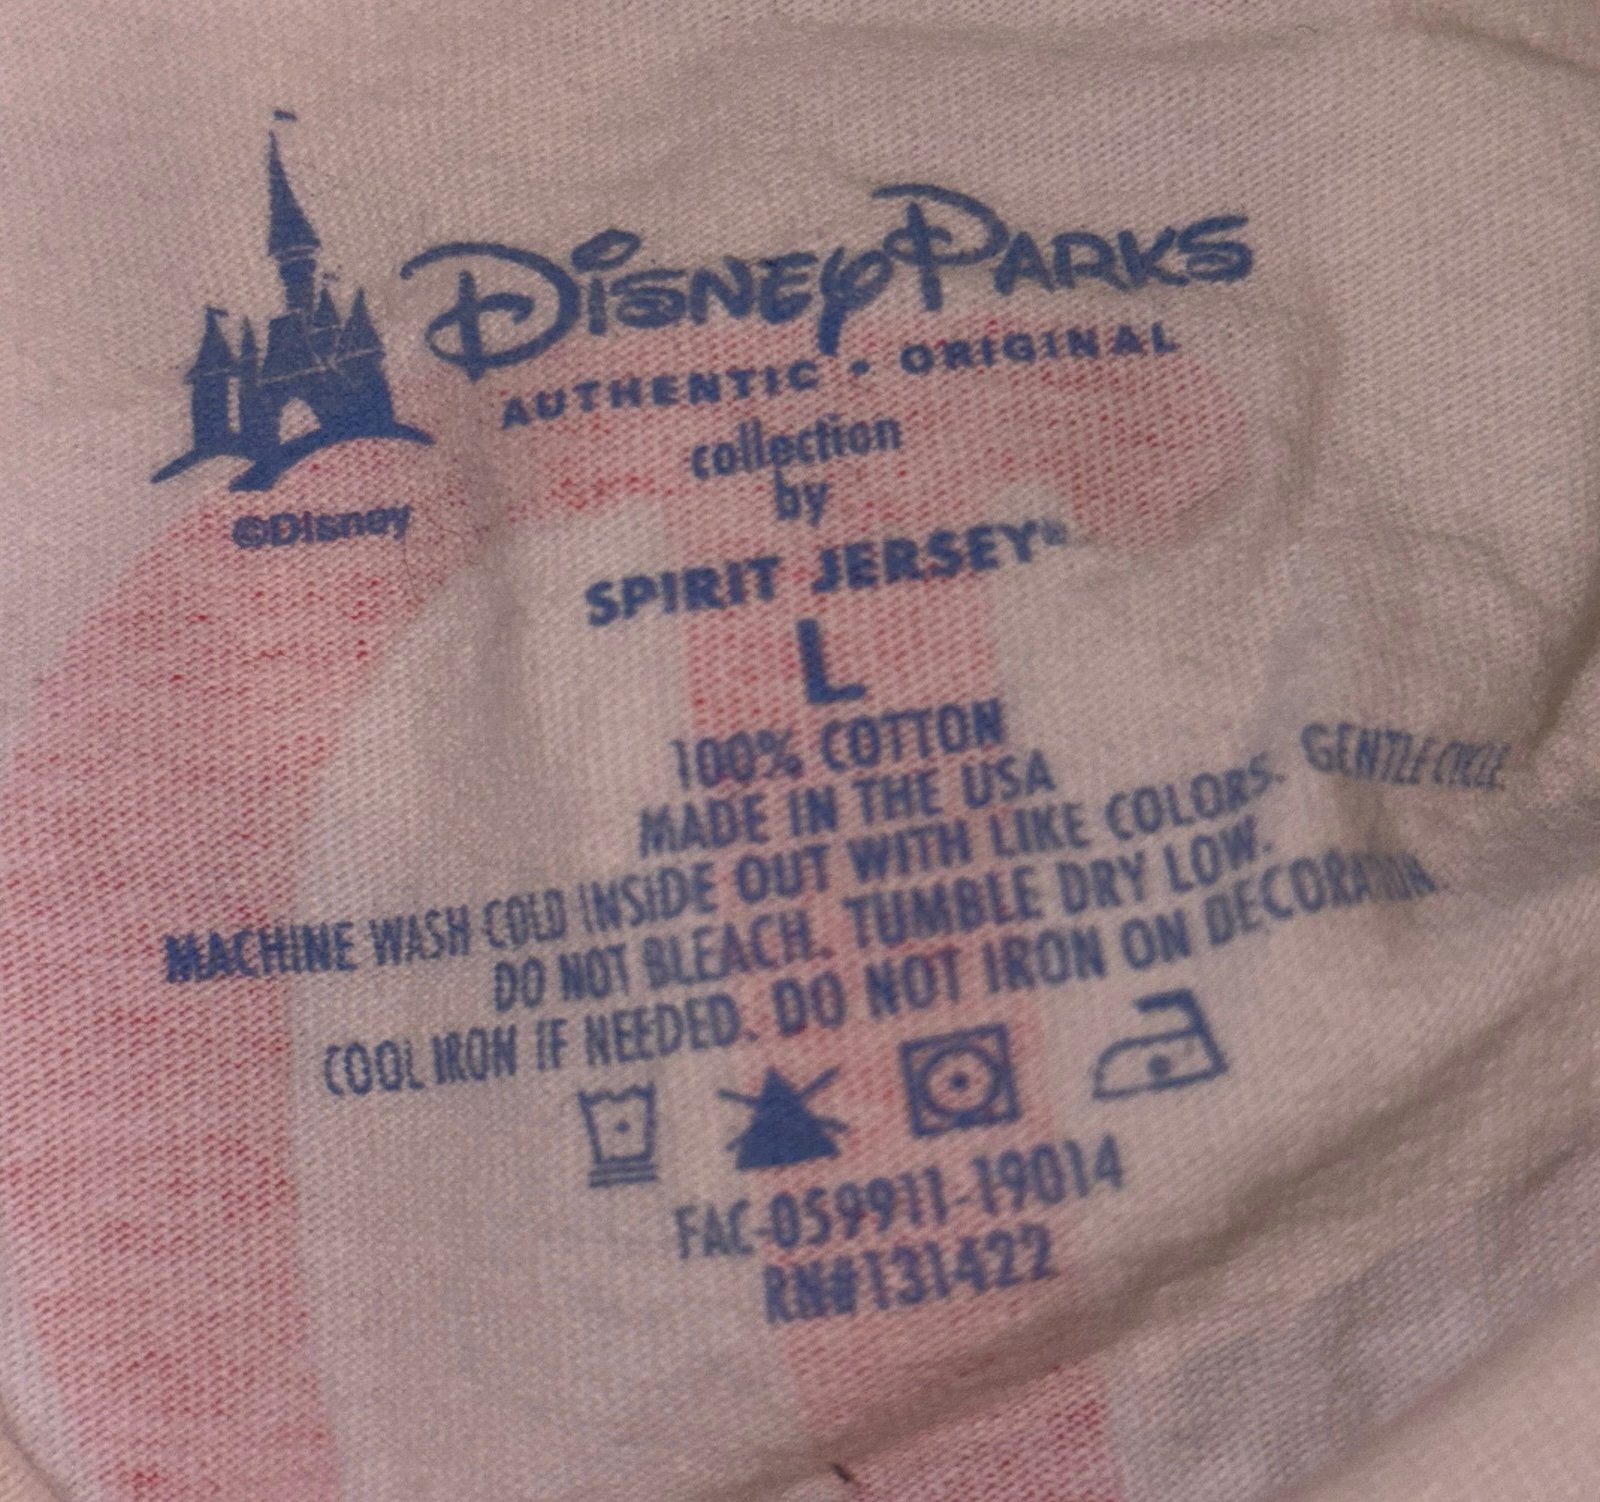 DISNEY PARKS
AUTHENTIC • ORIGINAL
©Disney
collection
by
SPIRIT JERSEY®
L
100% COTTON
MADE IN THE USA
MACHINE WASH COLD INSIDE OUT WITH LIKE COLORS. GENTLE CYCLE.
DO NOT BLEACH. TUMBLE DRY LOW.
COOL IRON IF NEEDED. DO NOT IRON ON DECORATION.
FAC-059911-19014
RN#131422